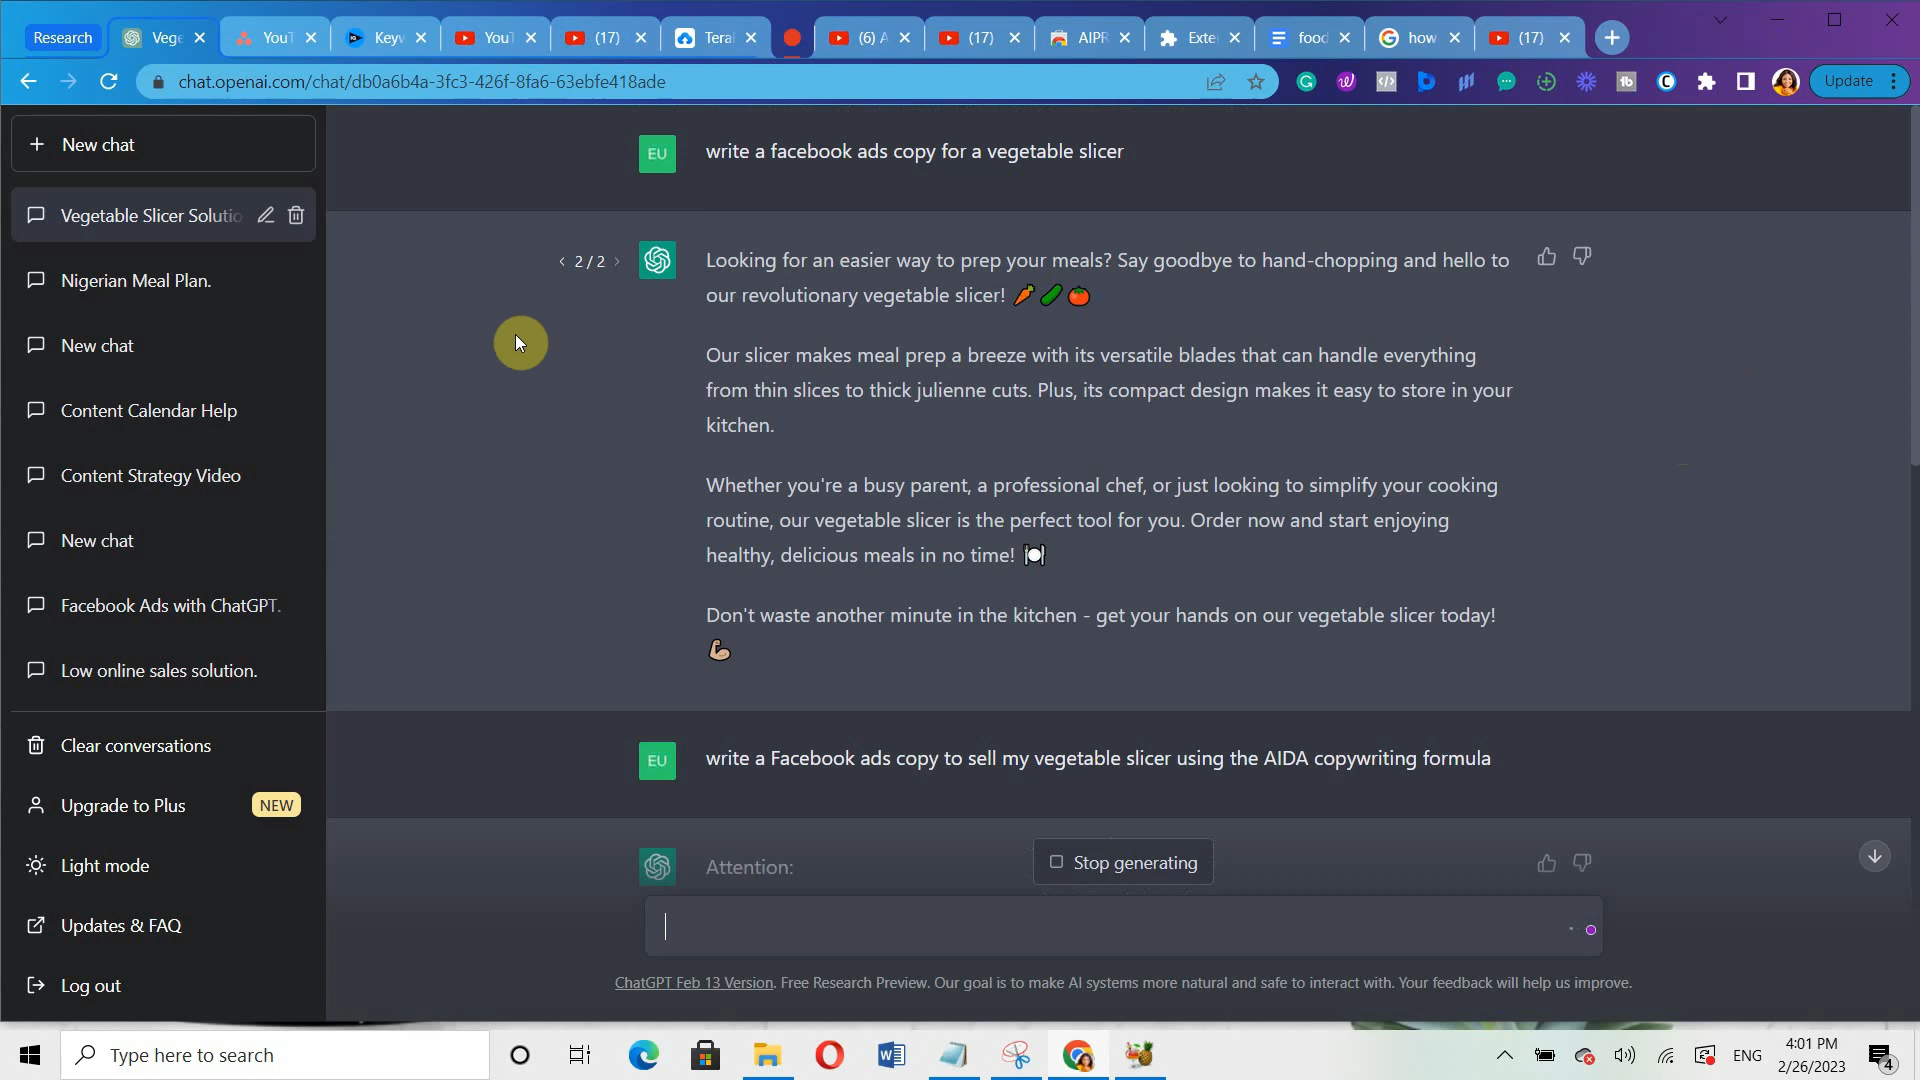 Research
Vege
YouT
Keyw
YouT
(17)
Tera
(6) A
(17)
AIPR
Exte
food
how
(17)
chat.openai.com/chat/db0a6b4a-3fc3-426f-8fa6-63ebfe418ade
Update
New chat
Vegetable Slicer Solutio
Nigerian Meal Plan.
New chat
Content Calendar Help
Content Strategy Video
New chat
Facebook Ads with ChatGPT.
Low online sales solution.
Clear conversations
Upgrade to Plus
NEW
Light mode
Updates & FAQ
Log out
EU
write a facebook ads copy for a vegetable slicer
< 2 / 2 >
Looking for an easier way to prep your meals? Say goodbye to hand-chopping and hello to
our revolutionary vegetable slicer! 🥕🥒🍅
Our slicer makes meal prep a breeze with its versatile blades that can handle everything
from thin slices to thick julienne cuts. Plus, its compact design makes it easy to store in your
kitchen.
Whether you're a busy parent, a professional chef, or just looking to simplify your cooking
routine, our vegetable slicer is the perfect tool for you. Order now and start enjoying
healthy, delicious meals in no time! 🍽️
Don't waste another minute in the kitchen - get your hands on our vegetable slicer today!
💪🏼
EU
write a Facebook ads copy to sell my vegetable slicer using the AIDA copywriting formula
Attention:
Stop generating
ChatGPT Feb 13 Version. Free Research Preview. Our goal is to make AI systems more natural and safe to interact with. Your feedback will help us improve.
Type here to search
ENG
4:01 PM
2/26/2023
4